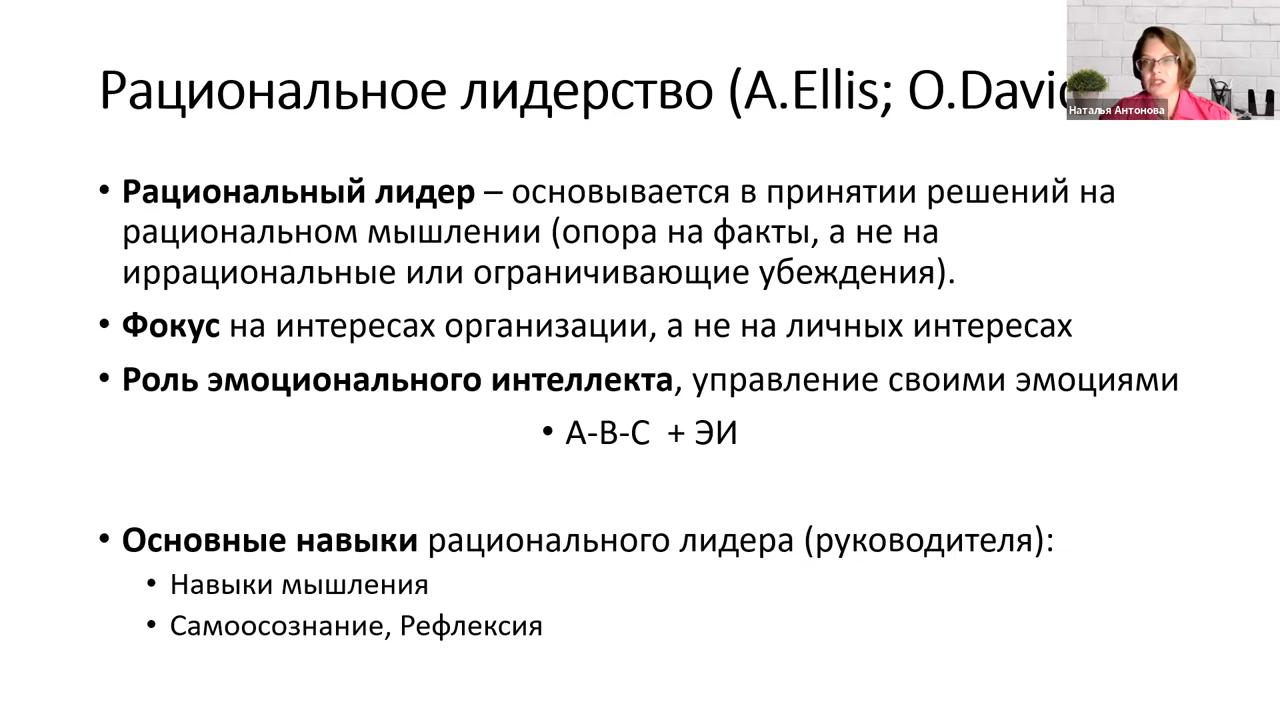 Рациональное лидерство (A.Ellis; O.Davi
Наталья Антонова
• Рациональный лидер – основывается в принятии решений на
рациональном мышлении (опора на факты, а не на
иррациональные или ограничивающие убеждения).
• Фокус на интересах организации, а не на личных интересах
• Роль эмоционального интеллекта, управление своими эмоциями
• А-В-С + ЭИ
• Основные навыки рационального лидера (руководителя):
• Навыки мышления
• Самоосознание, Рефлексия